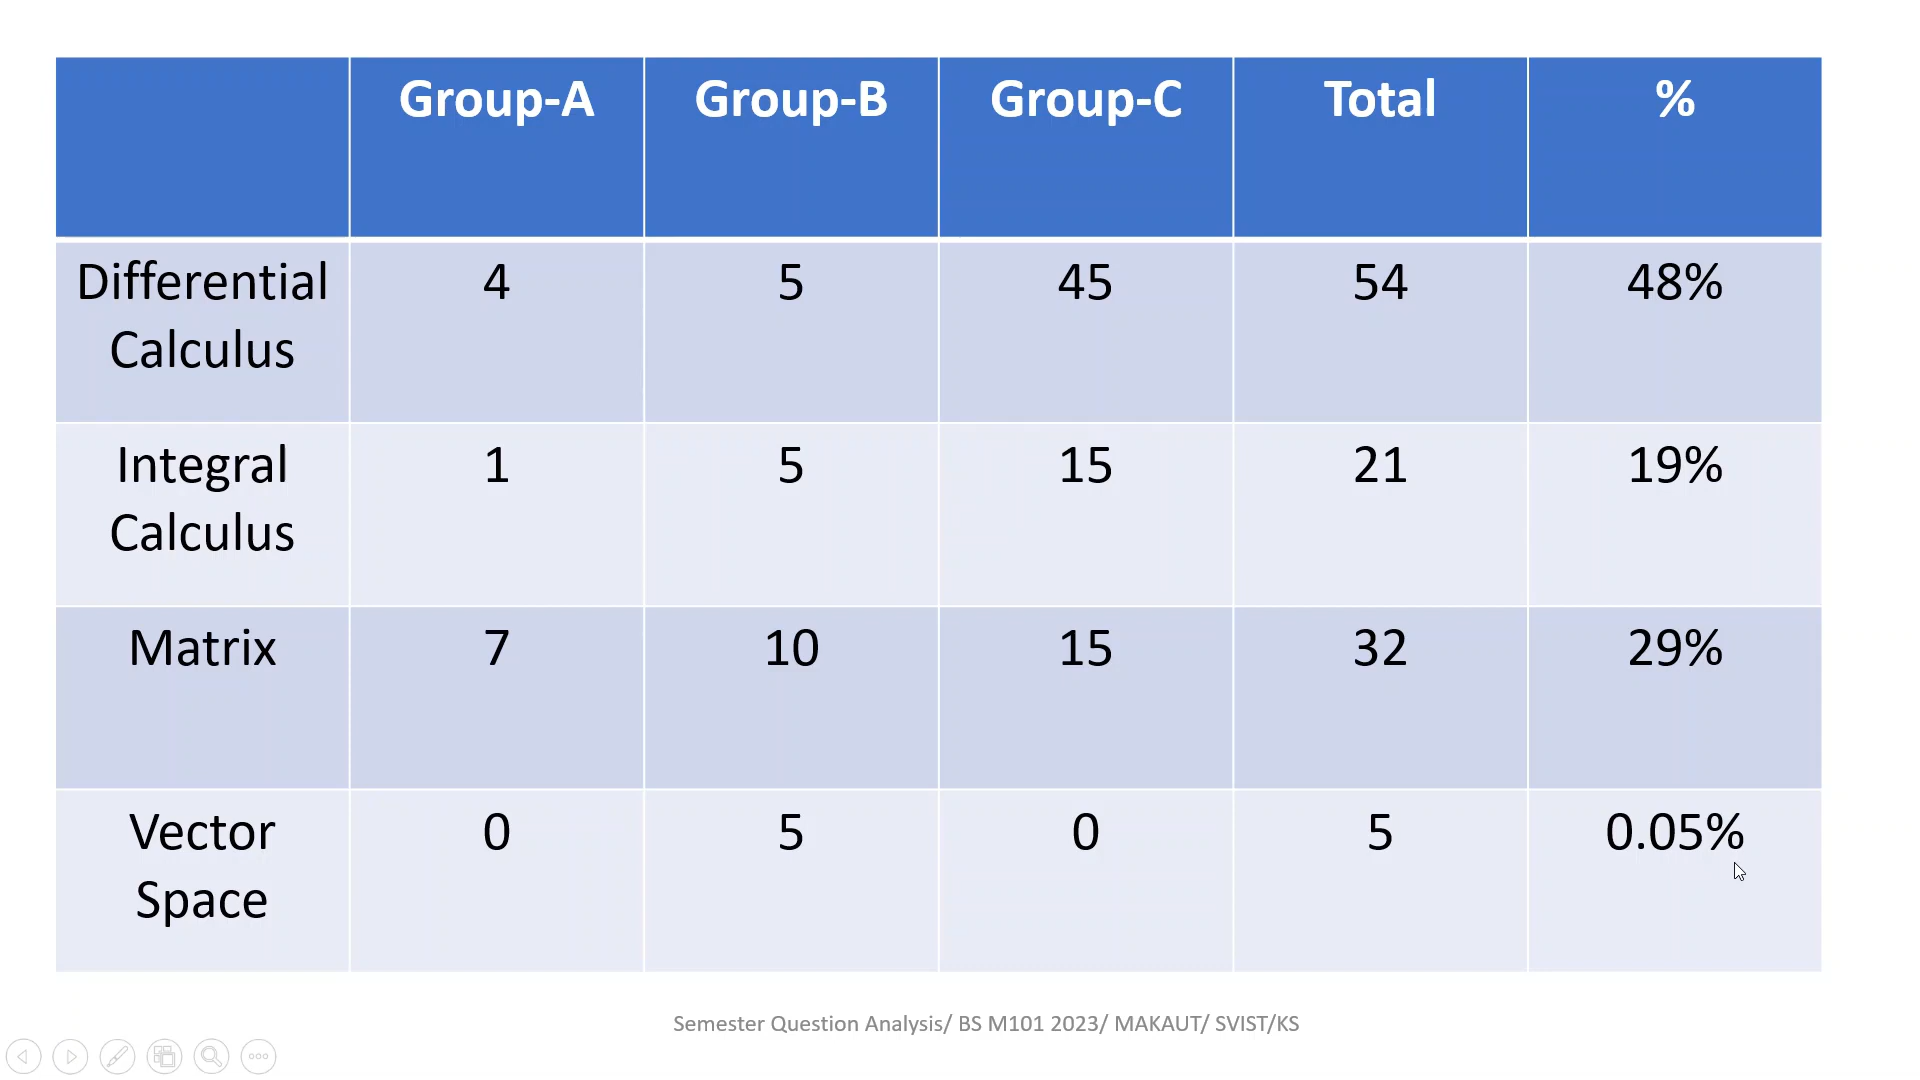 Group-A Group-B Group-C Total %
Differential Calculus 4 5 45 54 48%
Integral Calculus 1 5 15 21 19%
Matrix 7 10 15 32 29%
Vector Space 0 5 0 5 0.05%
Semester Question Analysis/ BS M101 2023/ MAKAUT/ SVIST/KS